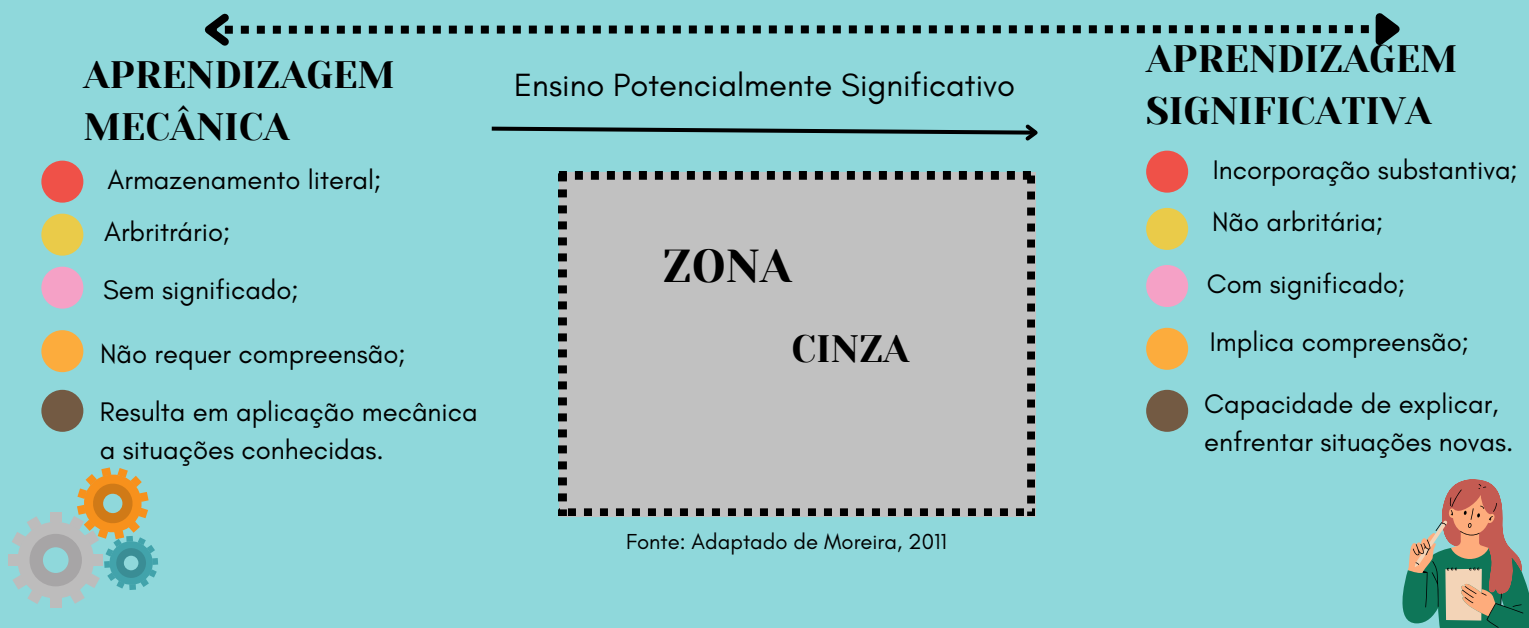 APRENDIZAGEM
MECÂNICA
Armazenamento literal;
Arbritrário;
Sem significado;
Não requer compreensão;
Resulta em aplicação mecânica
a situações conhecidas.
Ensino Potencialmente Significativo
ZONA
CINZA
Fonte: Adaptado de Moreira, 2011
APRENDIZAGEM
SIGNIFICATIVA
Incorporação substantiva;
Não arbritária;
Com significado;
Implica compreensão;
Capacidade de explicar,
enfrentar situações novas.